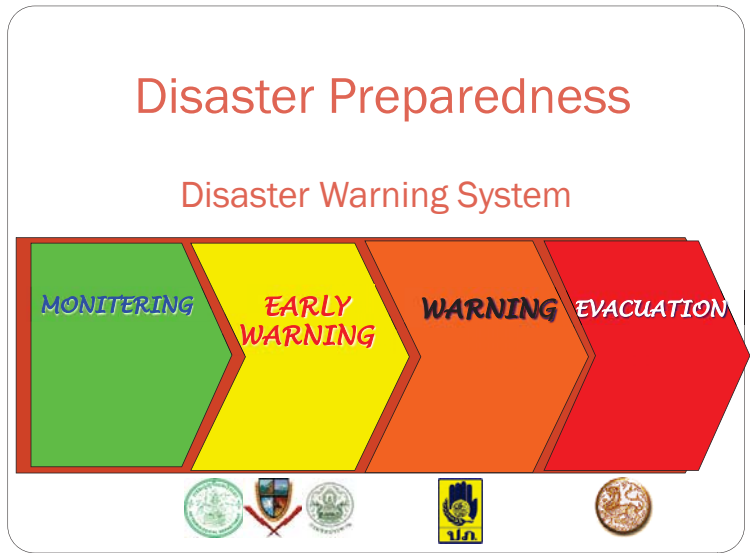 Disaster Preparedness
Disaster Warning System
MONITERING
EARLY
WARNING
WARNING
EVACUATION
ปภ.